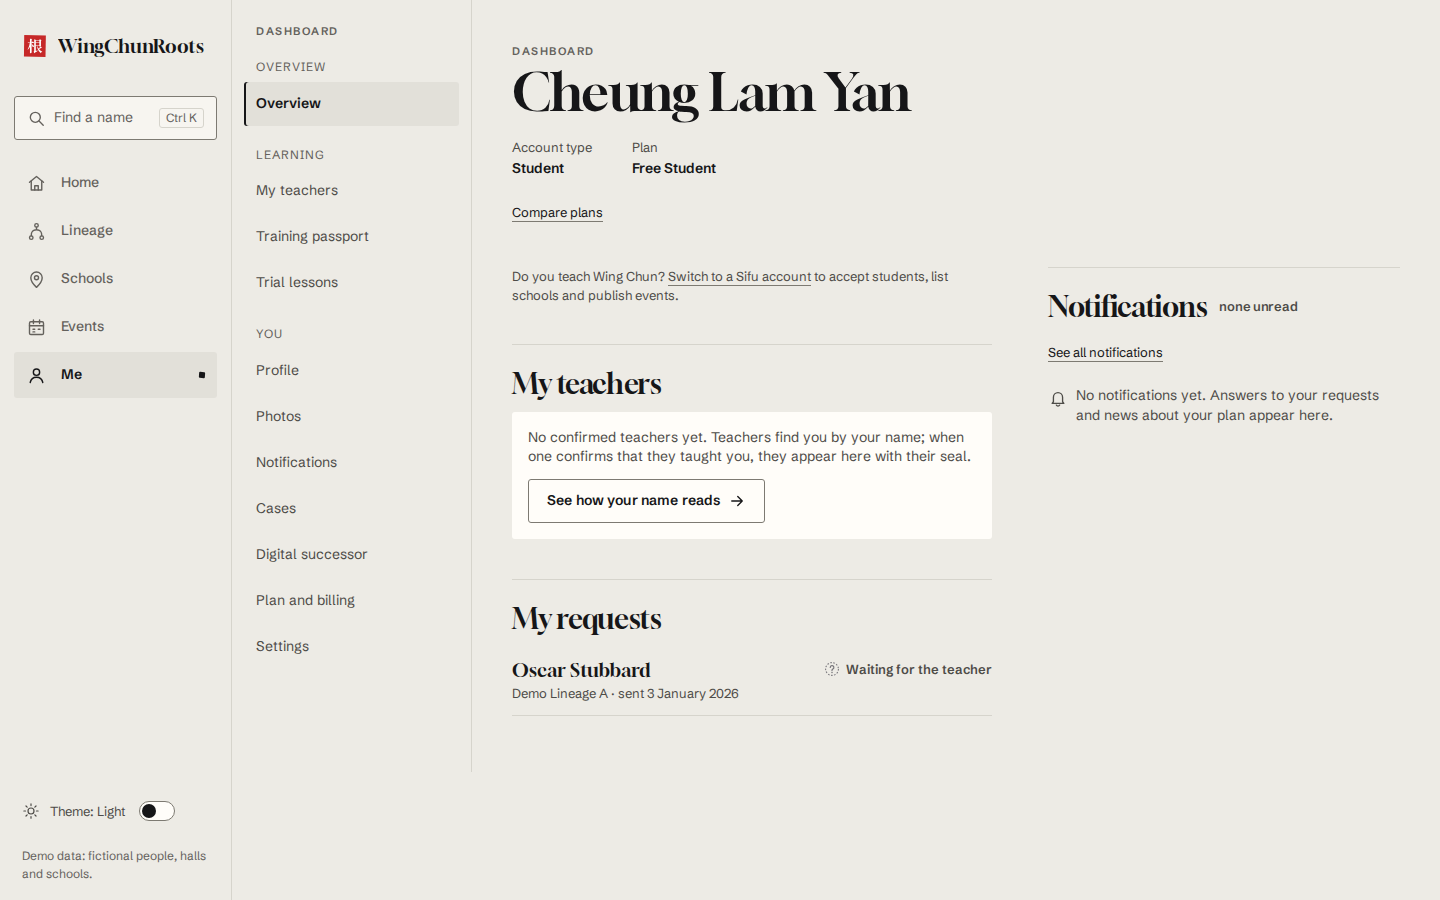 根 WingChunRoots
Find a name Ctrl K
Home
Lineage
Schools
Events
Me
Theme: Light
Demo data: fictional people, halls
and schools.
DASHBOARD
OVERVIEW
Overview
LEARNING
My teachers
Training passport
Trial lessons
YOU
Profile
Photos
Notifications
Cases
Digital successor
Plan and billing
Settings
DASHBOARD
Cheung Lam Yan
Account type Plan
Student Free Student
Compare plans
Do you teach Wing Chun? Switch to a Sifu account to accept students, list
schools and publish events.
My teachers
No confirmed teachers yet. Teachers find you by your name; when
one confirms that they taught you, they appear here with their seal.
See how your name reads →
My requests
Oscar Stubbard Waiting for the teacher
Demo Lineage A · sent 3 January 2026
Notifications none unread
See all notifications
No notifications yet. Answers to your requests
and news about your plan appear here.